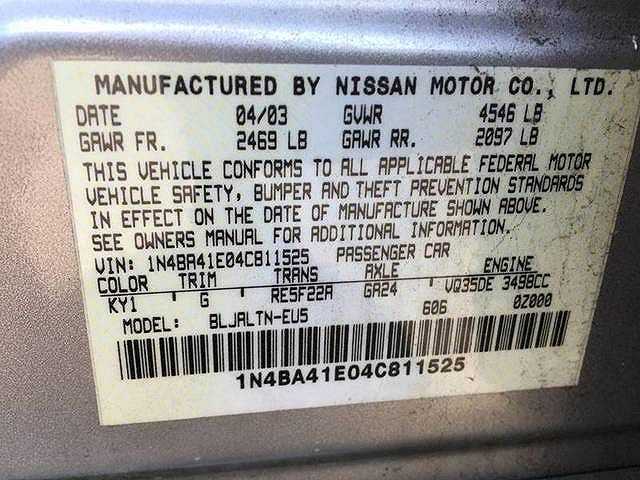 MANUFACTURED BY NISSAN MOTOR CO., LTD.
DATE 04/03 GVWR 4546 LB
GAWR FR. 2469 LB GAWR RR. 2097 LB
THIS VEHICLE CONFORMS TO ALL APPLICABLE FEDERAL MOTOR
VEHICLE SAFETY, BUMPER AND THEFT PREVENTION STANDARDS
IN EFFECT ON THE DATE OF MANUFACTURE SHOWN ABOVE.
SEE OWNERS MANUAL FOR ADDITIONAL INFORMATION.
VIN: 1N4BA41E04C811525 PASSENGER CAR
COLOR TRIM TRANS AXLE ENGINE
KY1 ' G ' RE5F22A GA24 ' VQ35DE 3498CC
MODEL: BLJALTN-EU5 606 0Z000
1N4BA41E04C811525